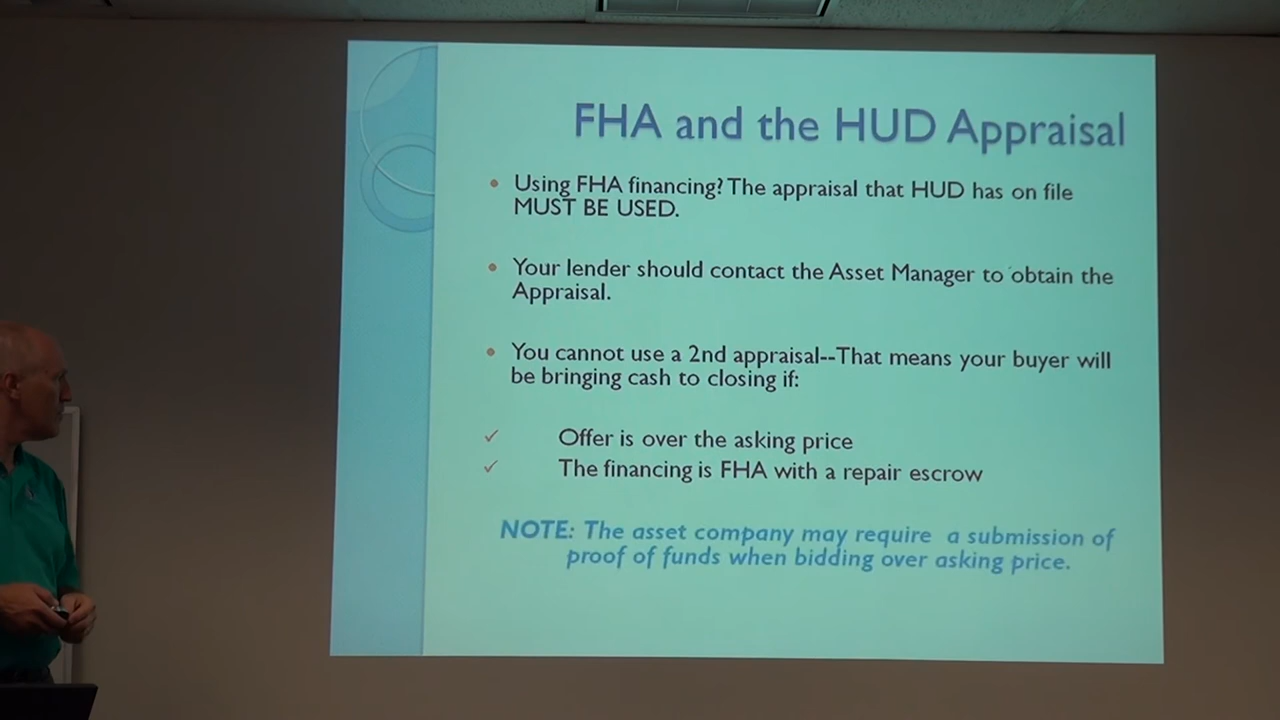 FHA and the HUD Appraisal
• Using FHA financing? The appraisal that HUD has on file
MUST BE USED.
• Your lender should contact the Asset Manager to obtain the
Appraisal.
• You cannot use a 2nd appraisal--That means your buyer will
be bringing cash to closing if:
✓ Offer is over the asking price
✓ The financing is FHA with a repair escrow
NOTE: The asset company may require a submission of
proof of funds when bidding over asking price.